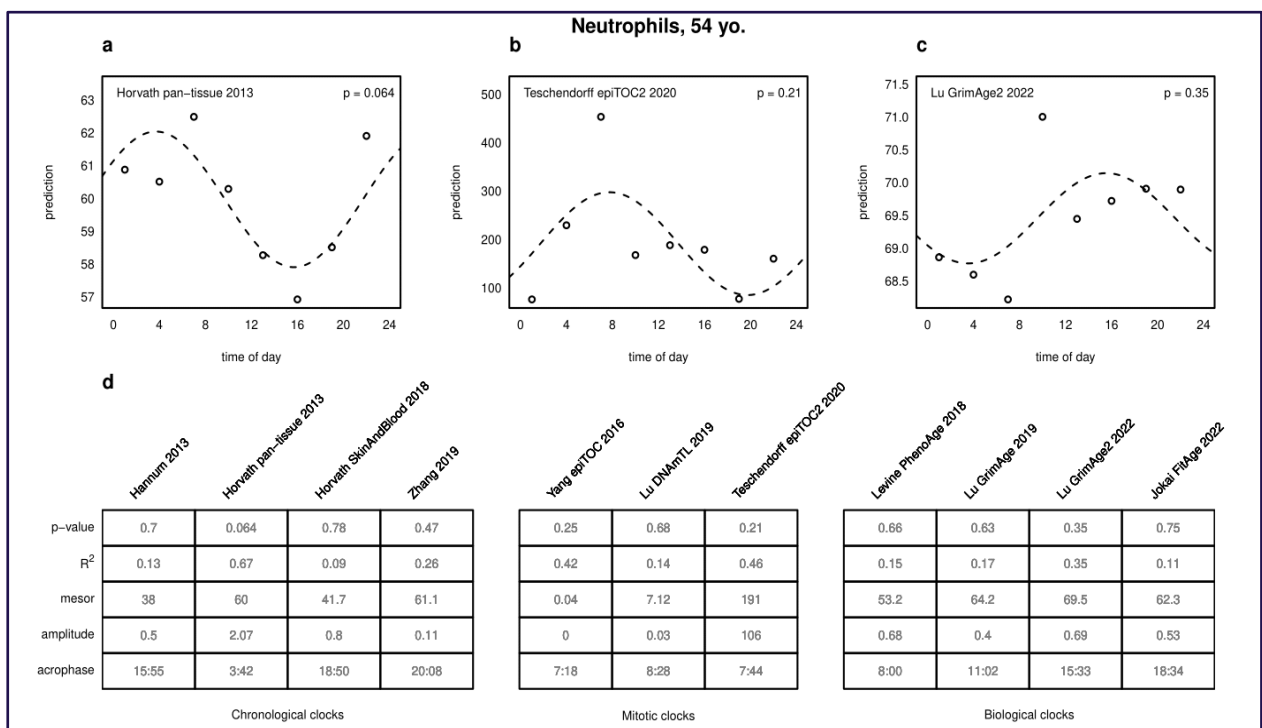 Neutrophils, 54 yo.
a
Horvath pan−tissue 2013 p = 0.064
63
62
61
60
59
58
57
prediction
0 4 8 12 16 20 24
time of day
b
Teschendorff epiTOC2 2020 p = 0.21
500
400
300
200
100
prediction
0 4 8 12 16 20 24
time of day
c
Lu GrimAge2 2022 p = 0.35
71.5
71.0
70.5
70.0
69.5
69.0
68.5
prediction
0 4 8 12 16 20 24
time of day
d
Hannum 2013 Horvath pan−tissue 2013 Horvath SkinAndBlood 2018 Zhang 2019 Yang epiTOC 2016 Lu DNAmTL 2019 Teschendorff epiTOC2 2020 Levine PhenoAge 2018 Lu GrimAge 2019 Lu GrimAge2 2022 Jokai FitAge 2022
p−value 0.7 0.064 0.78 0.47 0.25 0.68 0.21 0.66 0.63 0.35 0.75
R² 0.13 0.67 0.09 0.26 0.42 0.14 0.46 0.15 0.17 0.35 0.11
mesor 38 60 41.7 61.1 0.04 7.12 191 53.2 64.2 69.5 62.3
amplitude 0.5 2.07 0.8 0.11 0 0.03 106 0.68 0.4 0.69 0.53
acrophase 15:55 3:42 18:50 20:08 7:18 8:28 7:44 8:00 11:02 15:33 18:34
Chronological clocks Mitotic clocks Biological clocks